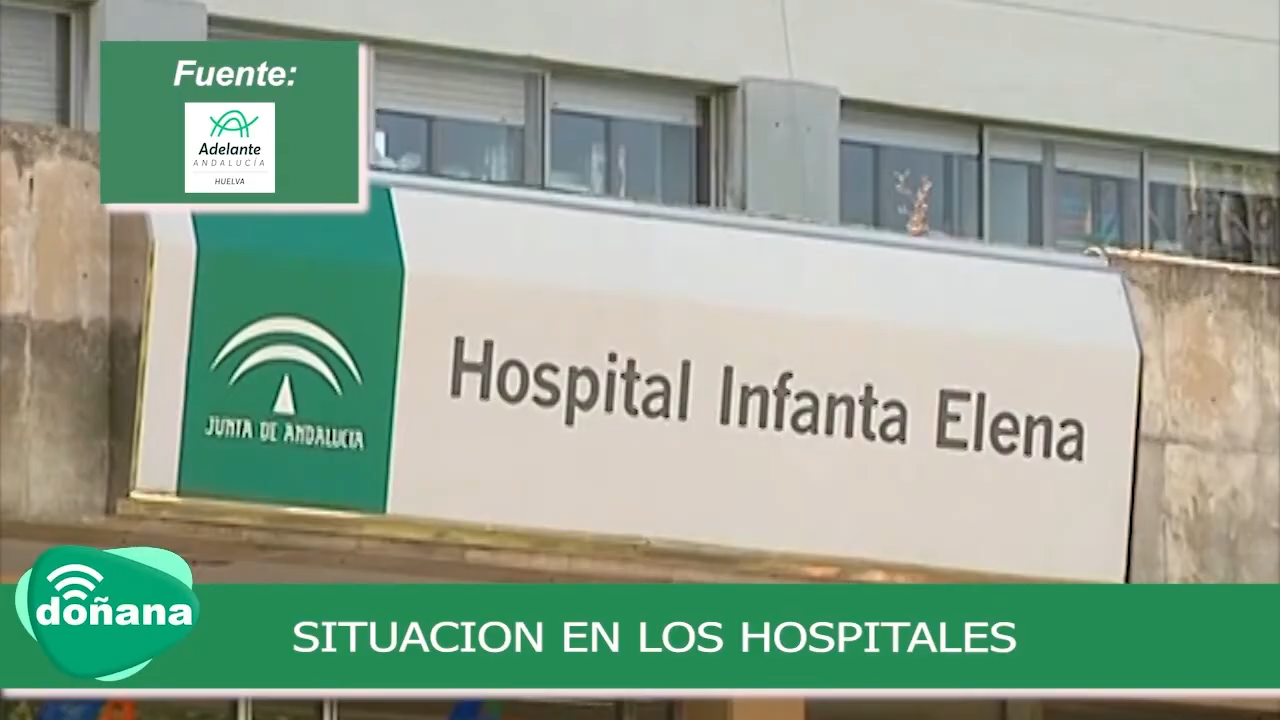 Fuente:
Adelante
ANDALUCÍA
HUELVA
JUNTA DE ANDALUCIA
Hospital Infanta Elena
doñana
SITUACION EN LOS HOSPITALES